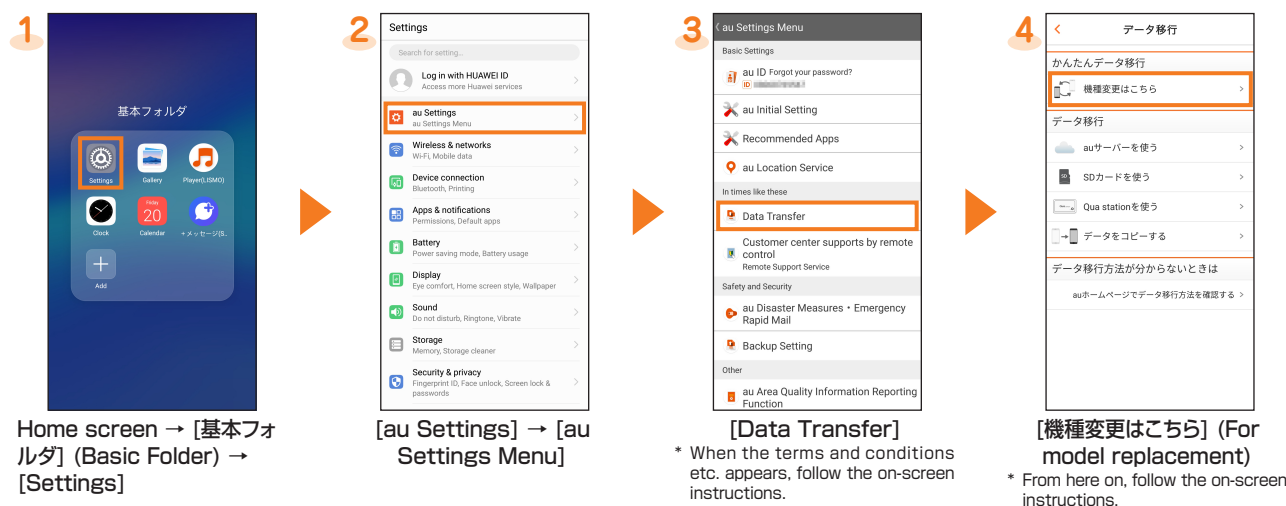 1
基本フォルダ
Settings
Gallery
Player(LISMO)
Clock
Friday
20
Calendar
+メッセージ(S..
Add
Home screen → [基本フォ
ルダ] (Basic Folder) →
[Settings]
2
Settings
Search for setting...
Log in with HUAWEI ID
Access more Huawei services
au Settings
au Settings Menu
Wireless & networks
Wi-Fi, Mobile data
Device connection
Bluetooth, Printing
Apps & notifications
Permissions, Default apps
Battery
Power saving mode, Battery usage
Display
Eye comfort, Home screen style, Wallpaper
Sound
Do not disturb, Ringtone, Vibrate
Storage
Memory, Storage cleaner
Security & privacy
Fingerprint ID, Face unlock, Screen lock &
passwords
[au Settings] → [au
Settings Menu]
3
au Settings Menu
Basic Settings
au ID Forgot your password?
ID
au Initial Setting
Recommended Apps
au Location Service
In times like these
Data Transfer
Customer center supports by remote
control
Remote Support Service
Safety and Security
au Disaster Measures・Emergency
Rapid Mail
Backup Setting
Other
au Area Quality Information Reporting
Function
[Data Transfer]
* When the terms and conditions
etc. appears, follow the on-screen
instructions.
4
データ移行
かんたんデータ移行
機種変更はこちら
データ移行
auサーバーを使う
SDカードを使う
Qua stationを使う
データをコピーする
データ移行方法が分からないときは
auホームページでデータ移行方法を確認する
[機種変更はこちら] (For
model replacement)
* From here on, follow the on-screen
instructions.